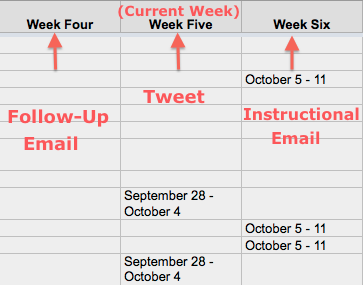 (Current Week)
Week Four Week Five Week Six
October 5 - 11
Follow-Up
Email
Tweet
Instructional
Email
September 28 -
October 4
October 5 - 11
October 5 - 11
September 28 -
October 4